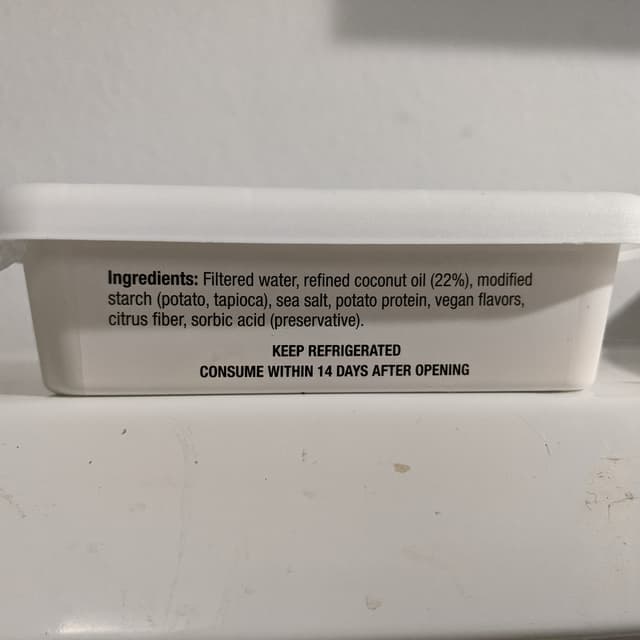 Ingredients: Filtered water, refined coconut oil (22%), modified
starch (potato, tapioca), sea salt, potato protein, vegan flavors,
citrus fiber, sorbic acid (preservative).
KEEP REFRIGERATED
CONSUME WITHIN 14 DAYS AFTER OPENING